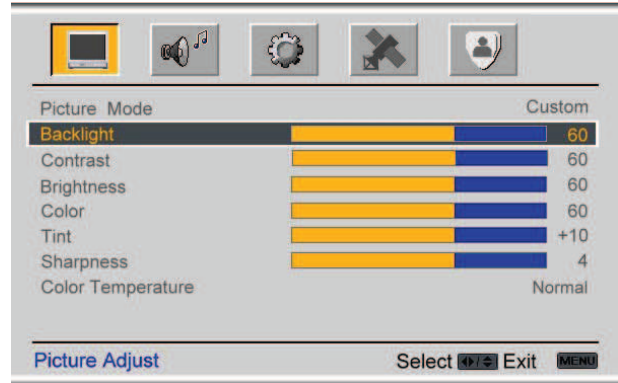 Picture Mode Custom
Backlight 60
Contrast 60
Brightness 60
Color 60
Tint +10
Sharpness 4
Color Temperature Normal
Picture Adjust Select Exit MENU